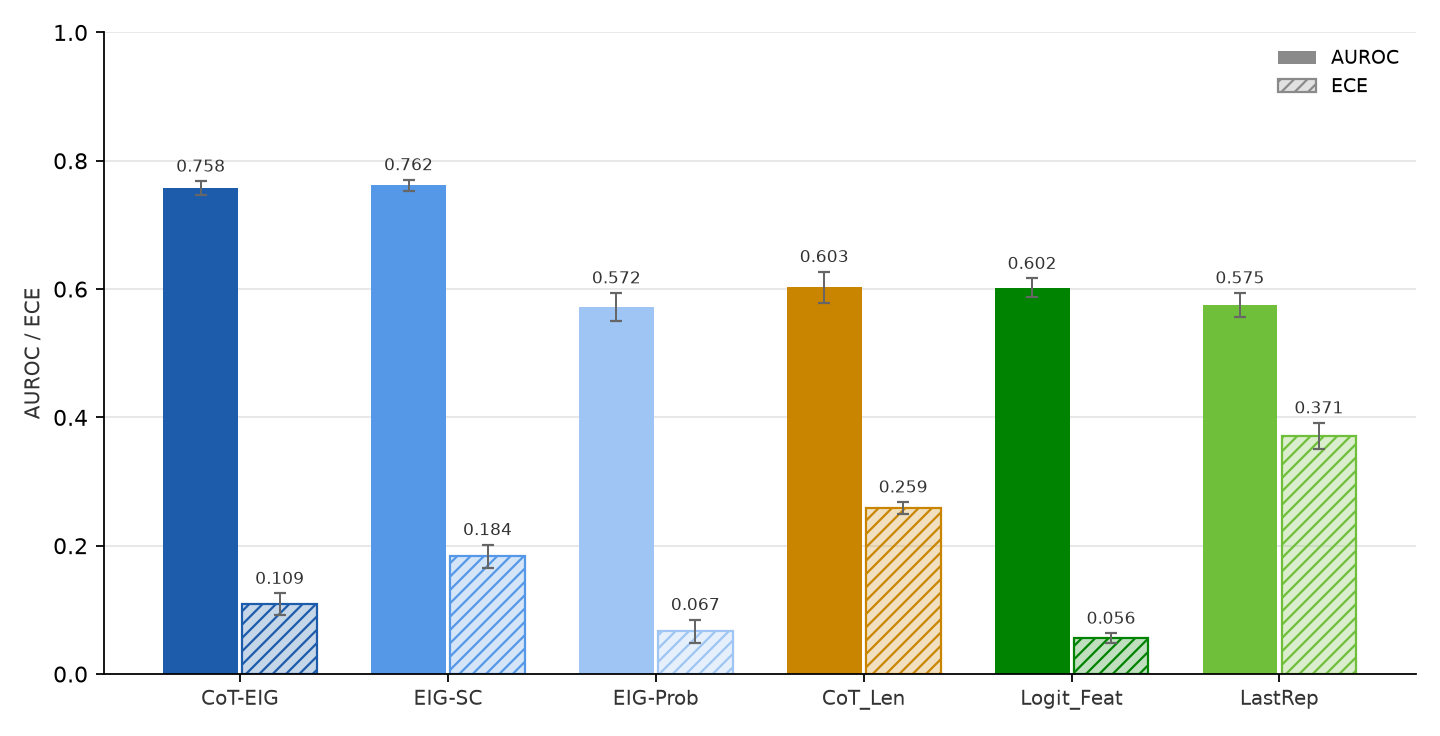 1.0
0.8
0.6
0.4
0.2
0.0
AUROC / ECE
AUROC
ECE
0.758
0.109
0.762
0.184
0.572
0.067
0.603
0.259
0.602
0.056
0.575
0.371
CoT-EIG
EIG-SC
EIG-Prob
CoT_Len
Logit_Feat
LastRep